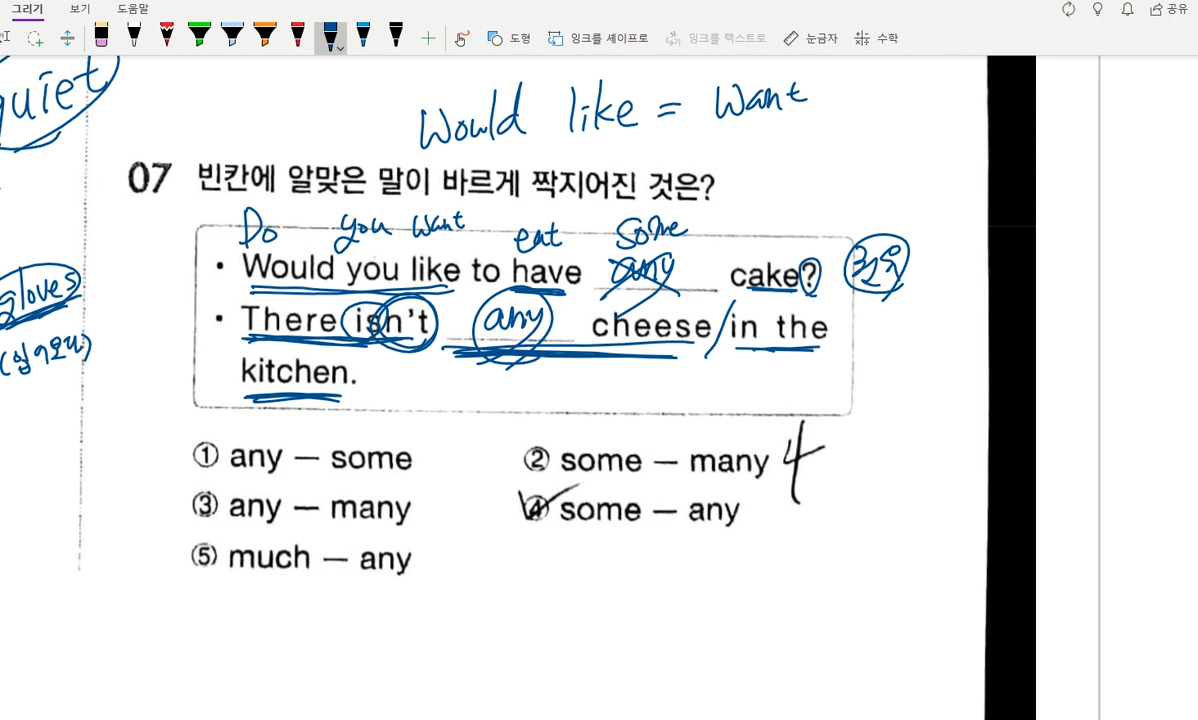 그리기 보기 도움말
공유
도형 잉크를 셰이프로 잉크를 텍스트로 눈금자 수학
quiet
Would like = Want
07 빈칸에 알맞은 말이 바르게 짝지어진 것은?
Do you want eat some
• Would you like to have any cake? 권유
• There isn't any cheese / in the
kitchen.
gloves
① any — some
② some — many 4
③ any — many
④ some — any
⑤ much — any